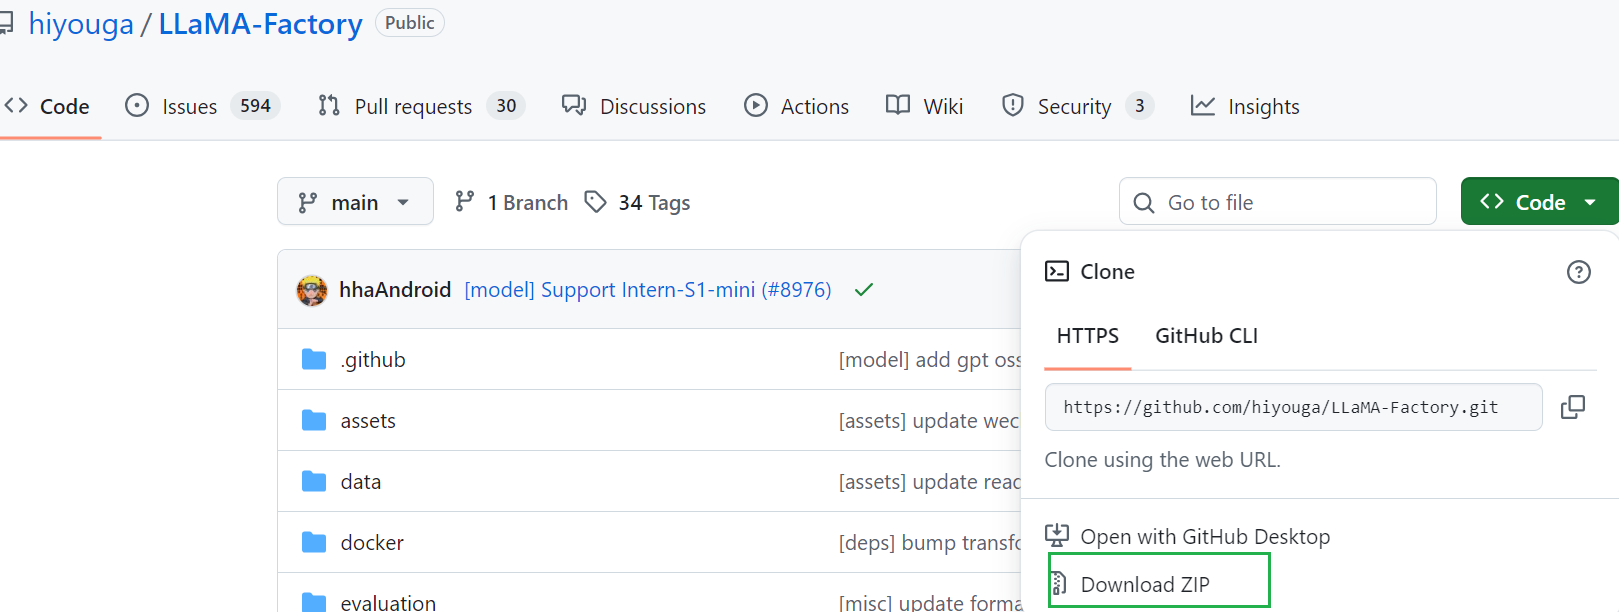 hiyouga / LLaMA-Factory Public
Code Issues 594 Pull requests 30 Discussions Actions Wiki Security 3 Insights
main 1 Branch 34 Tags Go to file Code
Clone
hhaAndroid [model] Support Intern-S1-mini (#8976)
HTTPS GitHub CLI
.github [model] add gpt oss
https://github.com/hiyouga/LLaMA-Factory.git
assets [assets] update wec
Clone using the web URL.
data [assets] update read
docker [deps] bump transfo
Open with GitHub Desktop
Download ZIP
evaluation [misc] update forma